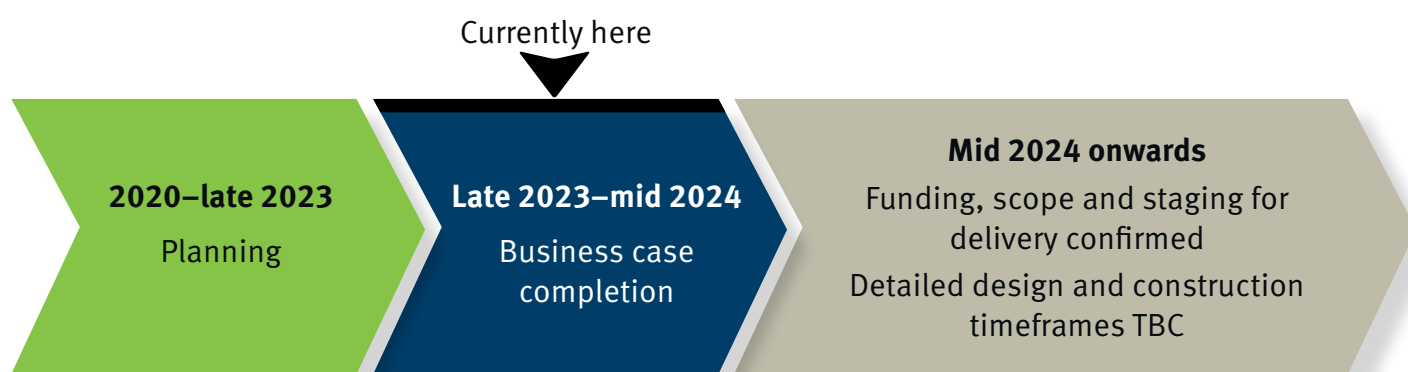 Currently here
2020–late 2023
Planning
Late 2023–mid 2024
Business case
completion
Mid 2024 onwards
Funding, scope and staging for
delivery confirmed
Detailed design and construction
timeframes TBC